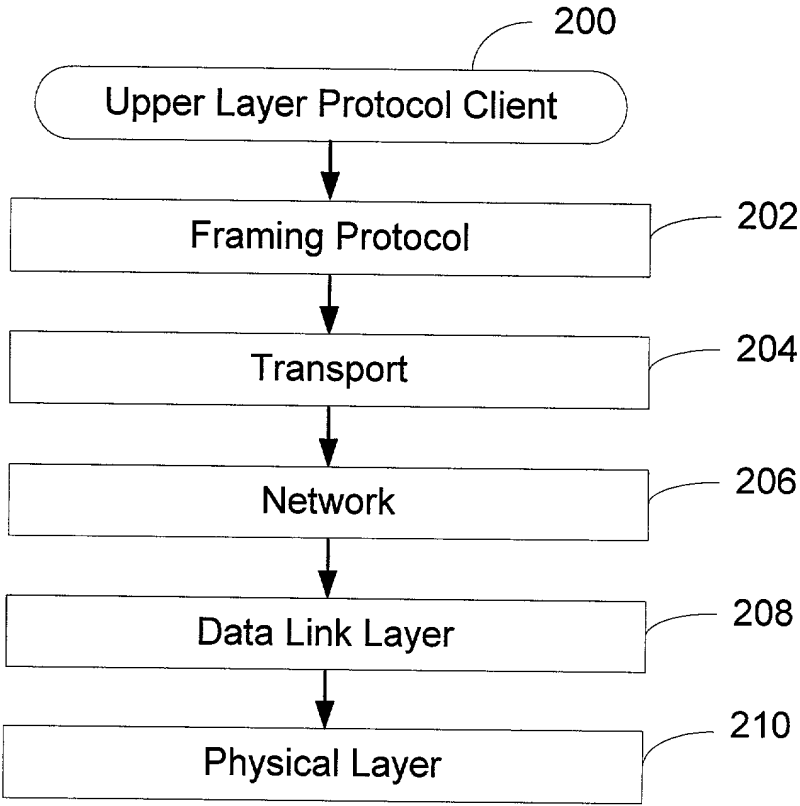 200
Upper Layer Protocol Client
202
Framing Protocol
204
Transport
206
Network
208
Data Link Layer
210
Physical Layer